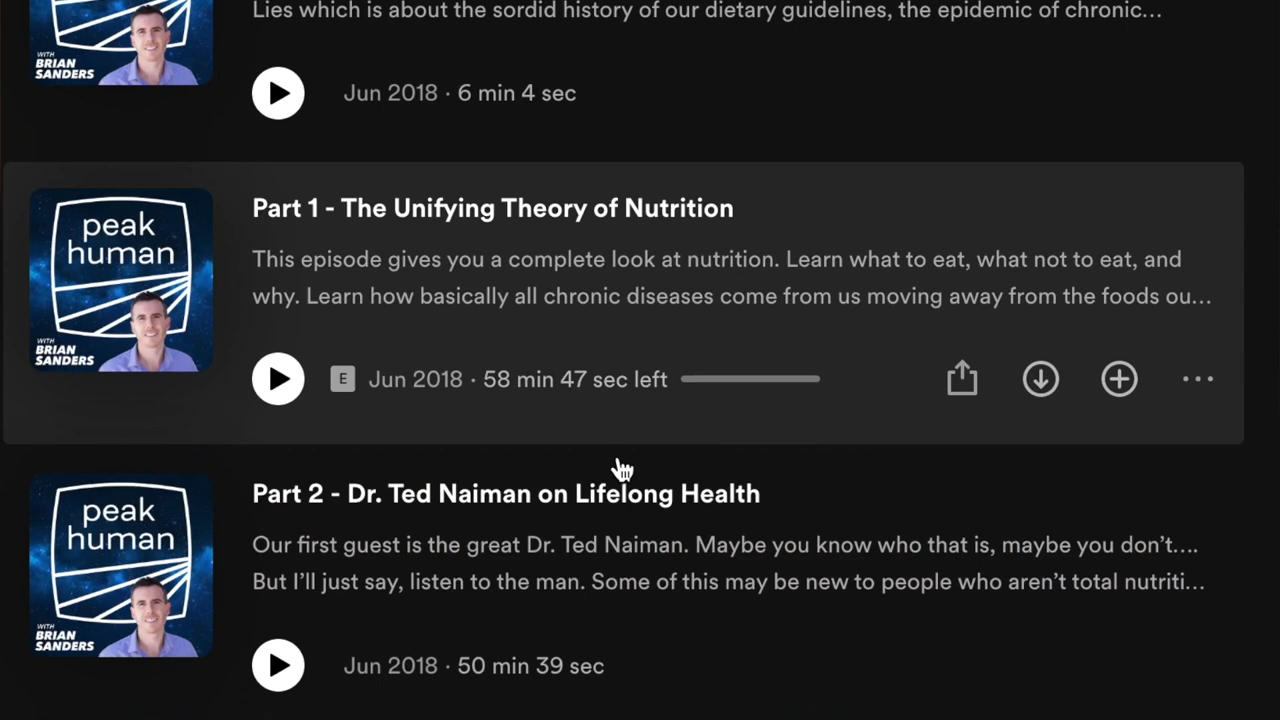 Lies which is about the sordid history of our dietary guidelines, the epidemic of chronic…
WITH
BRIAN
SANDERS
Jun 2018 · 6 min 4 sec
peak
human
WITH
BRIAN
SANDERS
Part 1 - The Unifying Theory of Nutrition
This episode gives you a complete look at nutrition. Learn what to eat, what not to eat, and
why. Learn how basically all chronic diseases come from us moving away from the foods ou…
E Jun 2018 · 58 min 47 sec left
peak
human
WITH
BRIAN
SANDERS
Part 2 - Dr. Ted Naiman on Lifelong Health
Our first guest is the great Dr. Ted Naiman. Maybe you know who that is, maybe you don’t….
But I’ll just say, listen to the man. Some of this may be new to people who aren’t total nutriti…
Jun 2018 · 50 min 39 sec